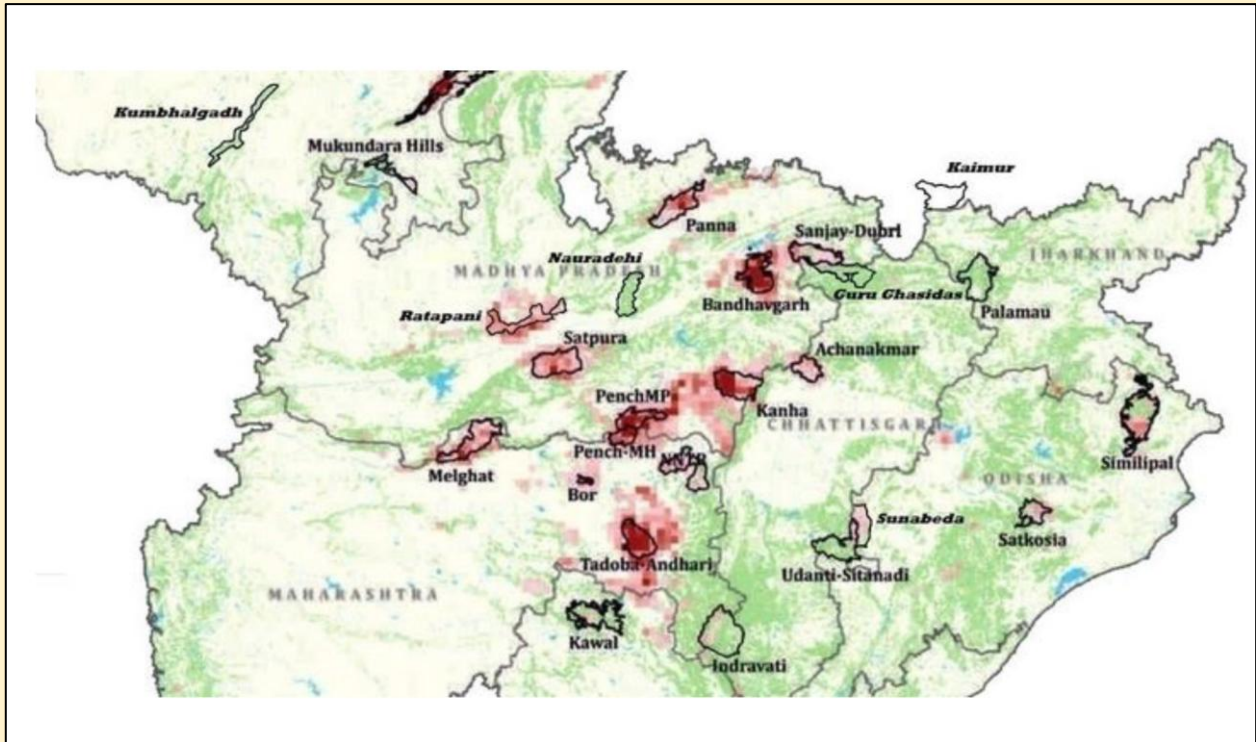 Kumbhalgadh
Mukundara Hills
Kaimur
Panna
Sanjay-Dubri
Nauradehi
MADHYA PRADESH
JHARKHAND
Bandhavgarh
Guru Ghasidas
Palamau
Ratapani
Satpura
Achanakmar
PenchMP
Kanha
CHHATTISGARH
Pench-MH
Melghat
Similipal
Bor
ODISHA
Sunabeda
Satkosia
Tadoba-Andhari
Udanti-Sitanadi
MAHARASHTRA
Kawal
Indravati